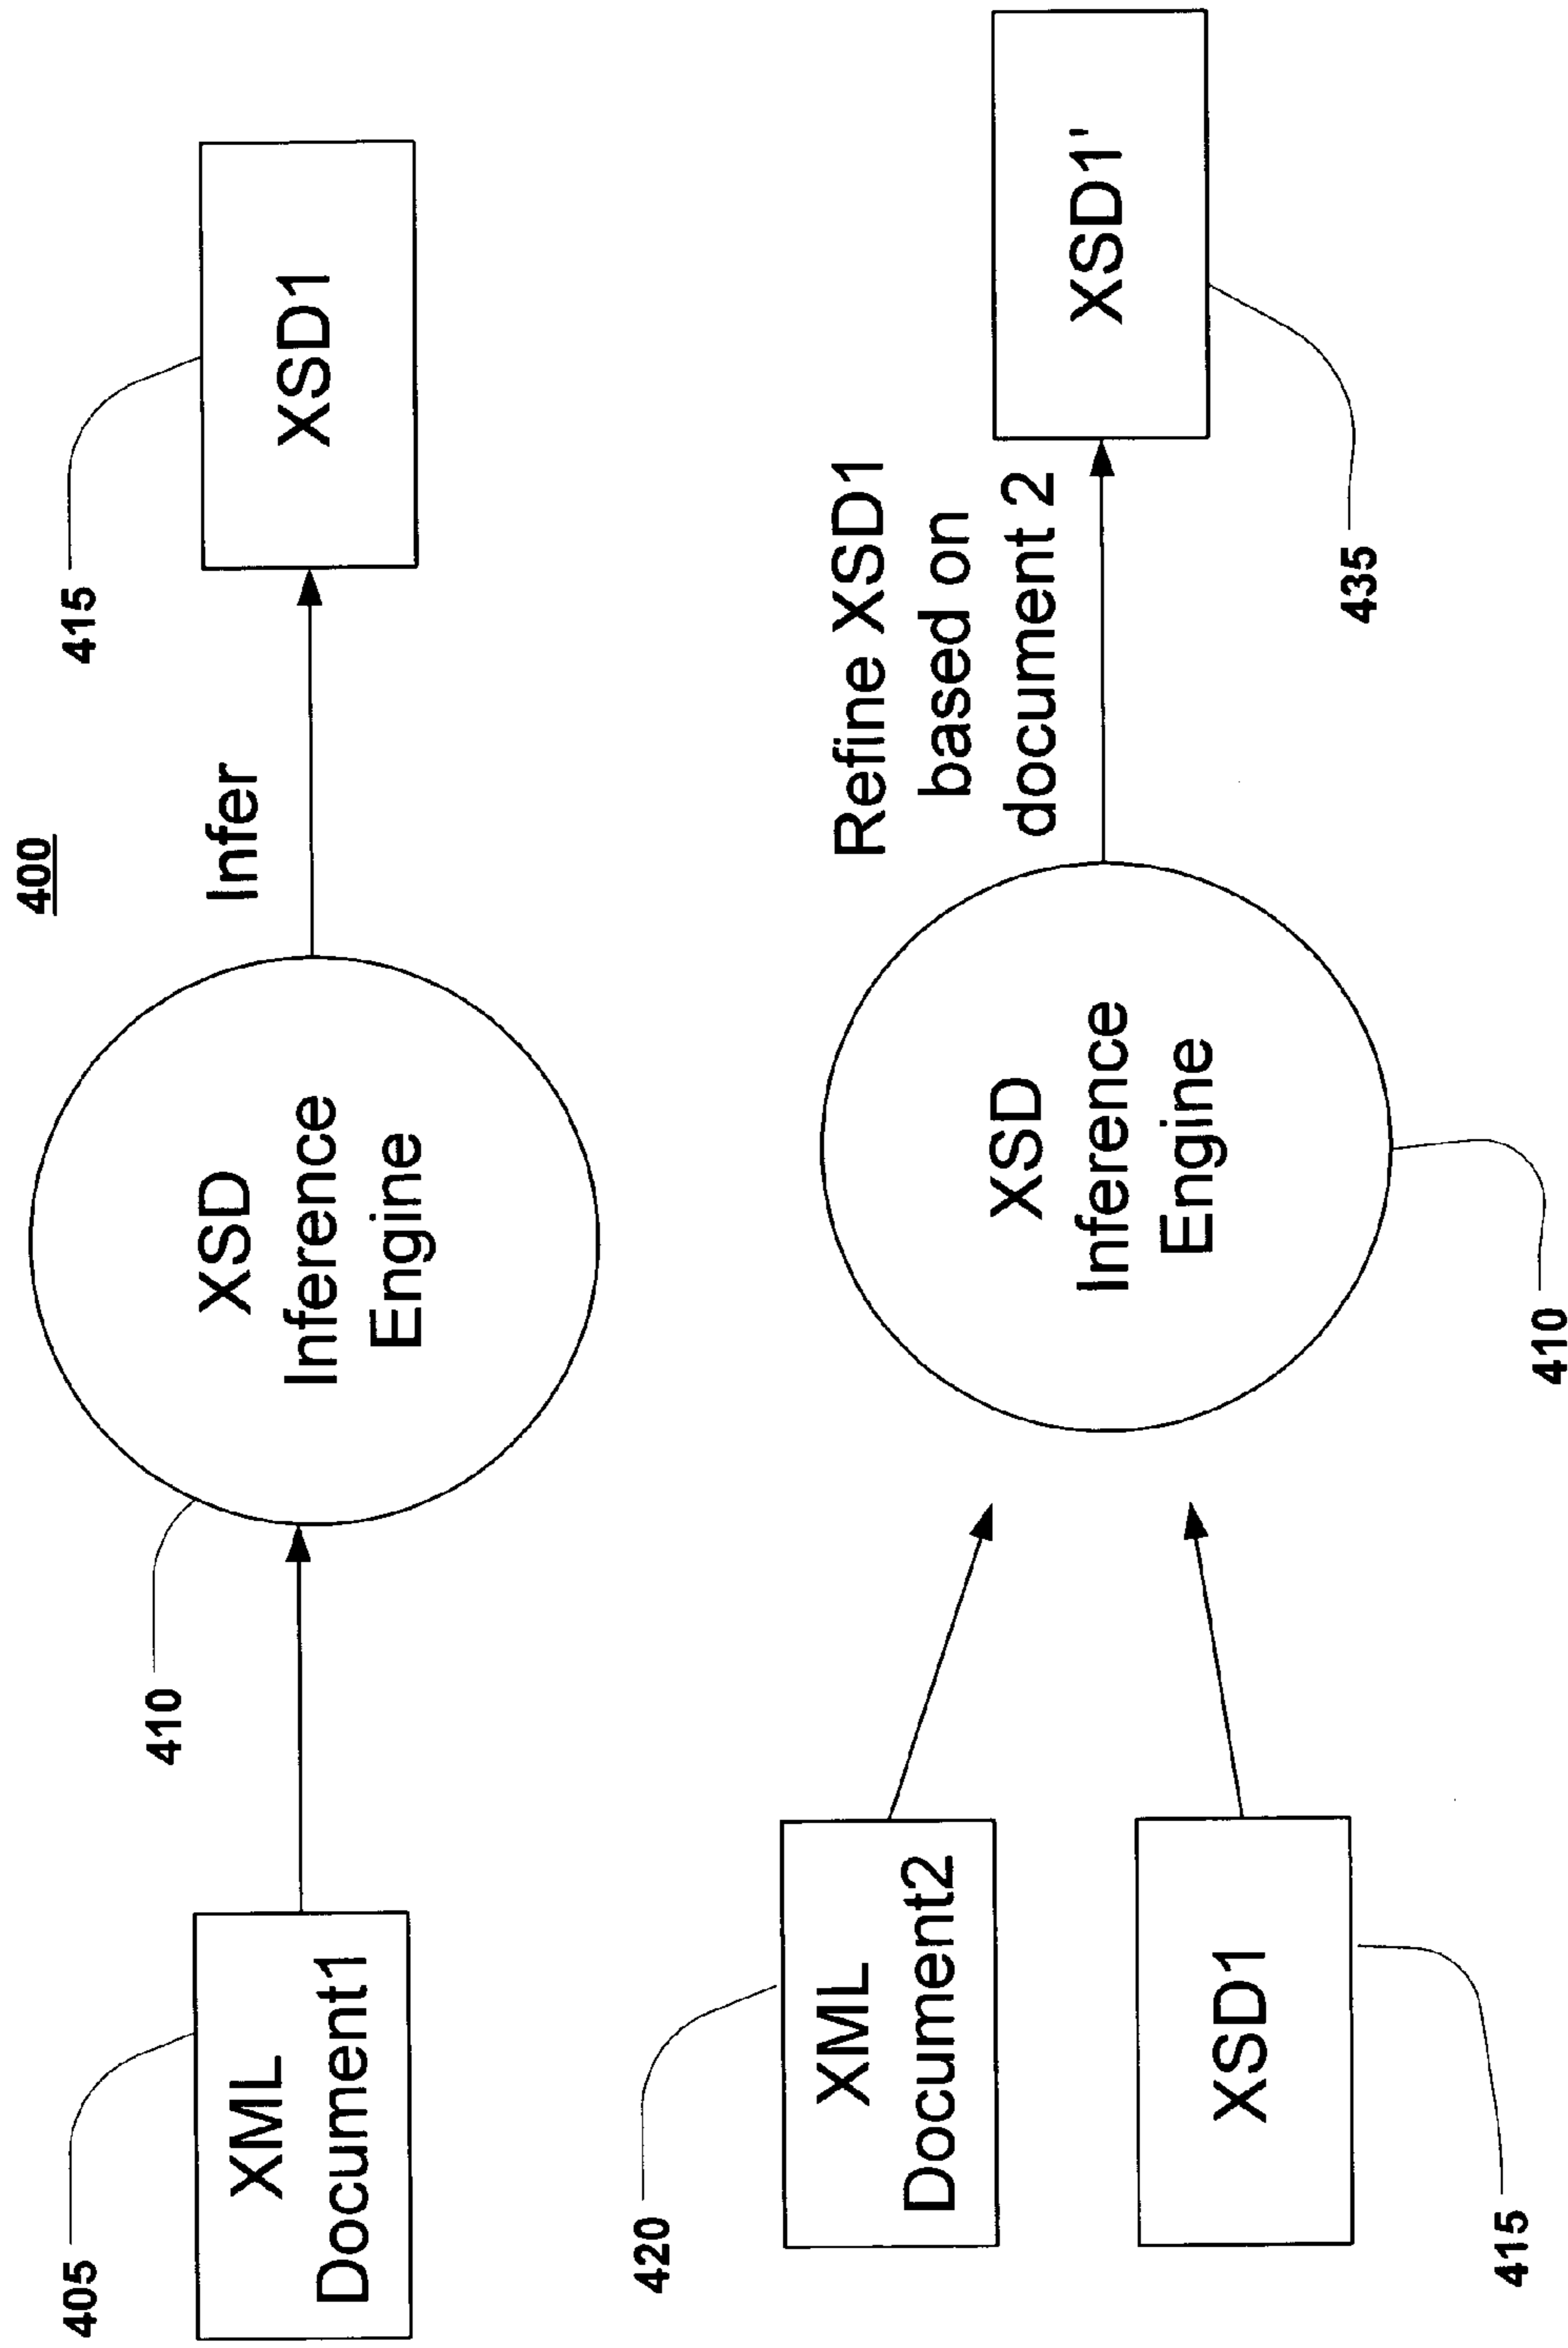 400
405
XML
Document1
410
XSD
Inference
Engine
Infer
415
XSD1
420
XML
Document2
415
XSD1
XSD
Inference
Engine
410
Refine XSD1
based on
document 2
XSD1'
435